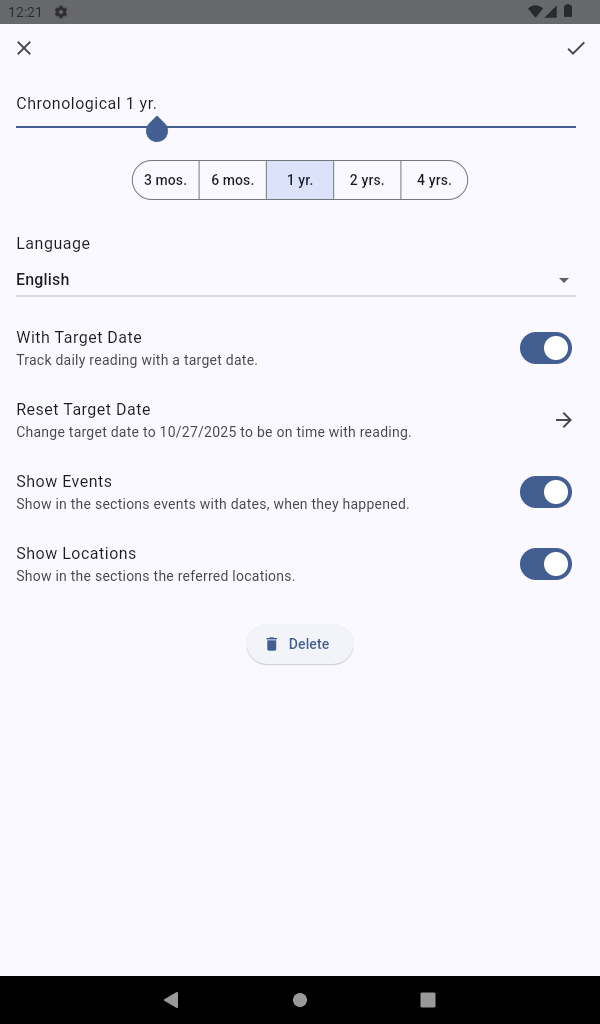 12:21
Chronological 1 yr.
3 mos. 6 mos. 1 yr. 2 yrs. 4 yrs.
Language
English
With Target Date
Track daily reading with a target date.
Reset Target Date
Change target date to 10/27/2025 to be on time with reading.
Show Events
Show in the sections events with dates, when they happened.
Show Locations
Show in the sections the referred locations.
Delete